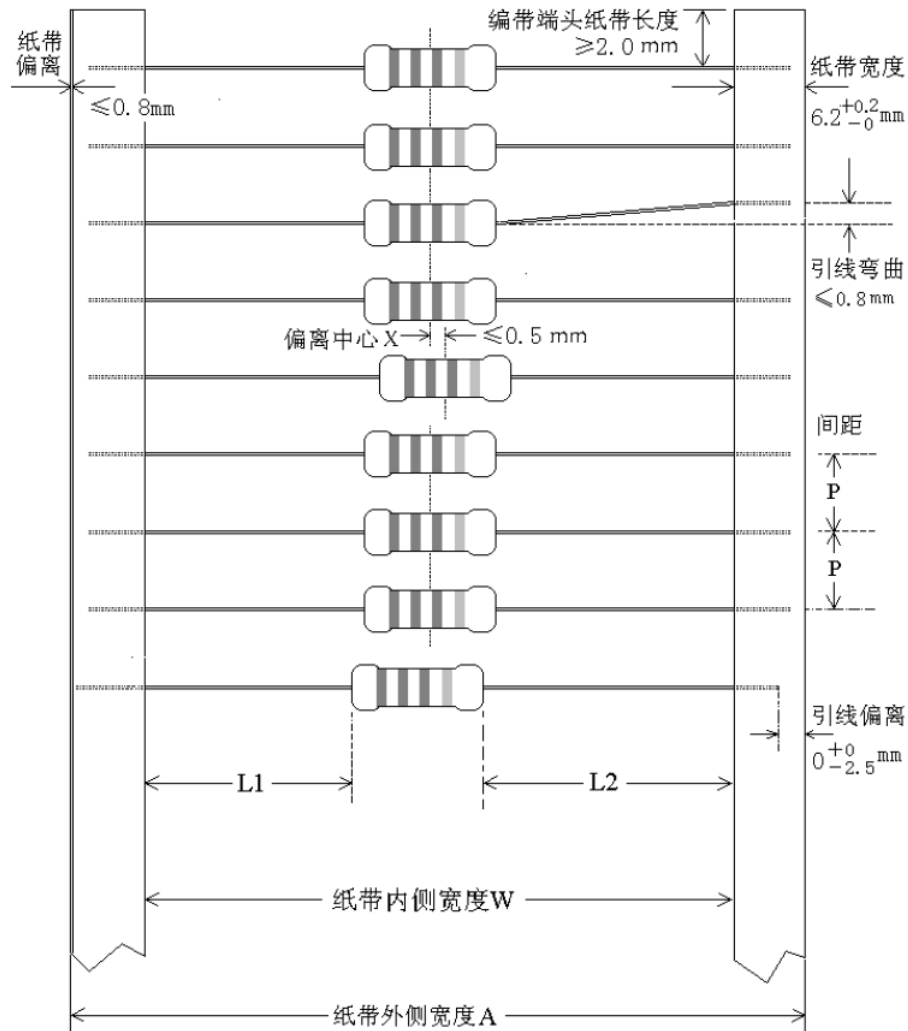 编带端头纸带长度
≥2.0 mm
纸带
偏离
≤0.8mm
纸带宽度
6.2+0.2-0mm
引线弯曲
≤0.8mm
偏离中心X
≤0.5 mm
间距
P
P
引线偏离
0+0-2.5mm
L1
L2
纸带内侧宽度W
纸带外侧宽度A